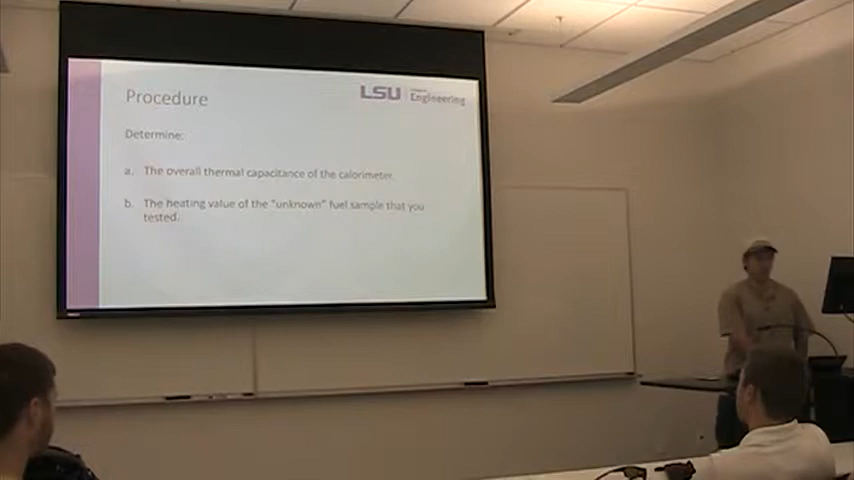 Procedure
LSU
Engineering
Determine:
a. The overall thermal capacitance of the calorimeter.
b. The heating value of the "unknown" fuel sample that you
tested.